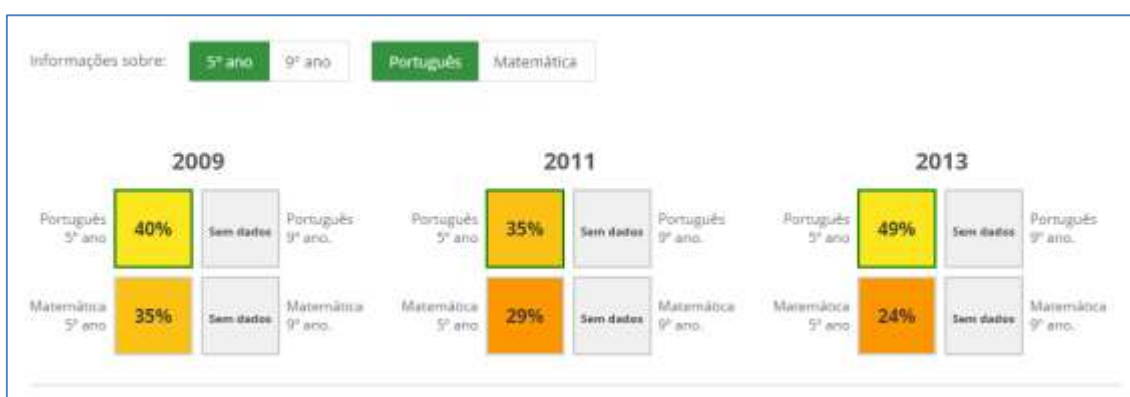 Informações sobre: 5º ano 9º ano Português Matemática
2009 2011 2013
Português 5º ano 40% Sem dados Português 9º ano. Português 5º ano 35% Sem dados Português 9º ano. Português 5º ano 49% Sem dados Português 9º ano.
Matemática 5º ano 35% Sem dados Matemática 9º ano. Matemática 5º ano 29% Sem dados Matemática 9º ano. Matemática 5º ano 24% Sem dados Matemática 9º ano.